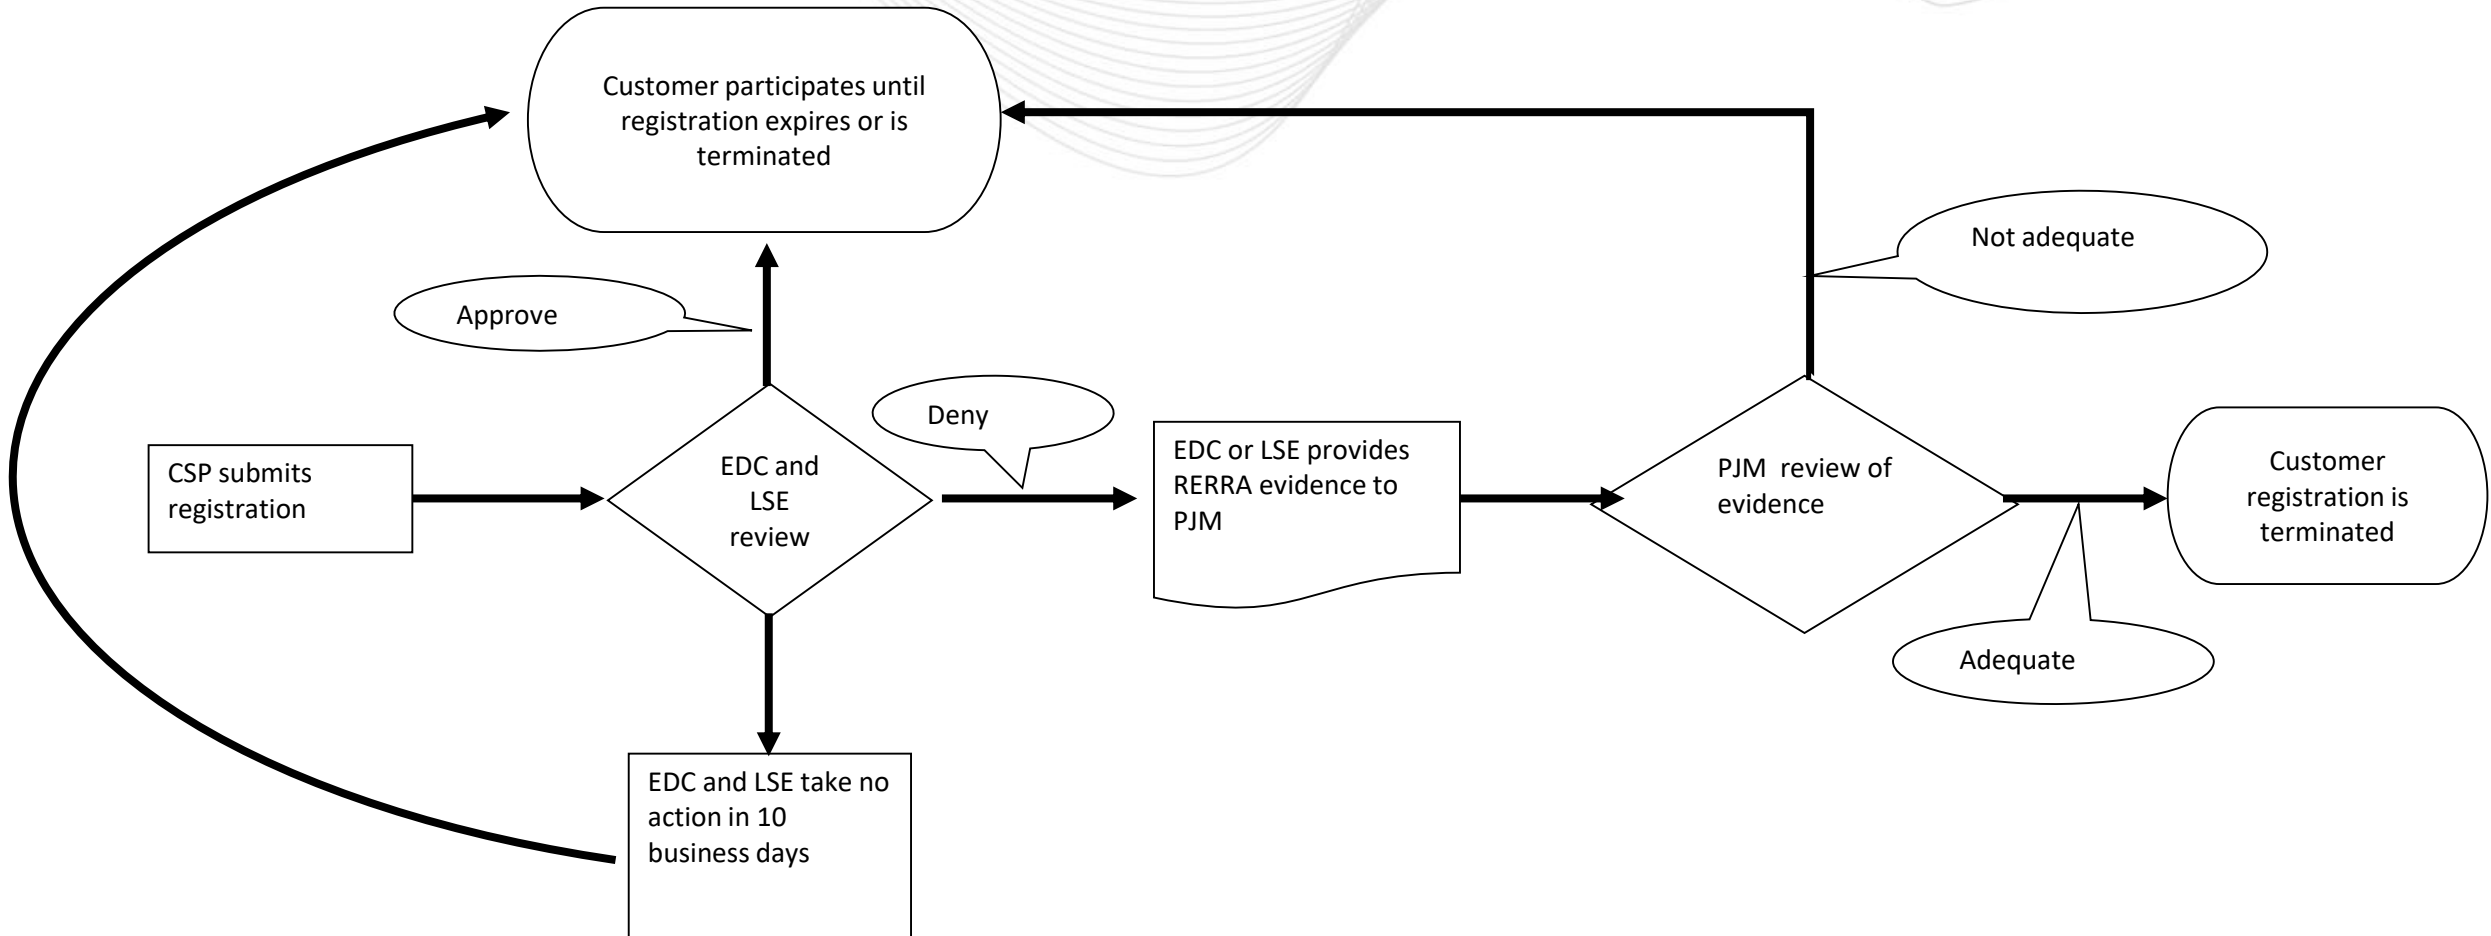 Customer participates until
registration expires or is
terminated
Not adequate
Approve
Deny
CSP submits
registration
EDC and
LSE
review
EDC or LSE provides
RERRA evidence to
PJM
PJM  review of
evidence
Customer
registration is
terminated
Adequate
EDC and LSE take no
action in 10
business days